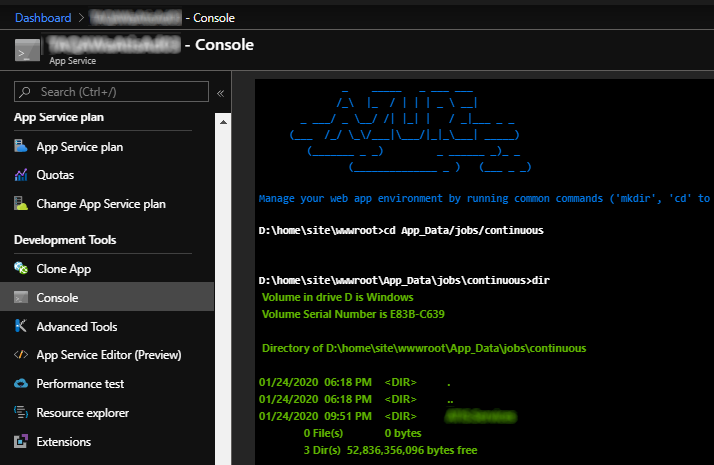 Dashboard > - Console
- Console
App Service
Search (Ctrl+/)
«
App Service plan
App Service plan
Quotas
Change App Service plan
Development Tools
Clone App
Console
Advanced Tools
App Service Editor (Preview)
Performance test
Resource explorer
Extensions
Manage your web app environment by running common commands ('mkdir', 'cd' to
D:\home\site\wwwroot>cd App_Data/jobs/continuous
D:\home\site\wwwroot\App_Data\jobs\continuous>dir
Volume in drive D is Windows
Volume Serial Number is E83B-C639
Directory of D:\home\site\wwwroot\App_Data\jobs\continuous
01/24/2020 06:18 PM <DIR> .
01/24/2020 06:18 PM <DIR> ..
01/24/2020 09:51 PM <DIR>
0 File(s) 0 bytes
3 Dir(s) 52,836,356,096 bytes free